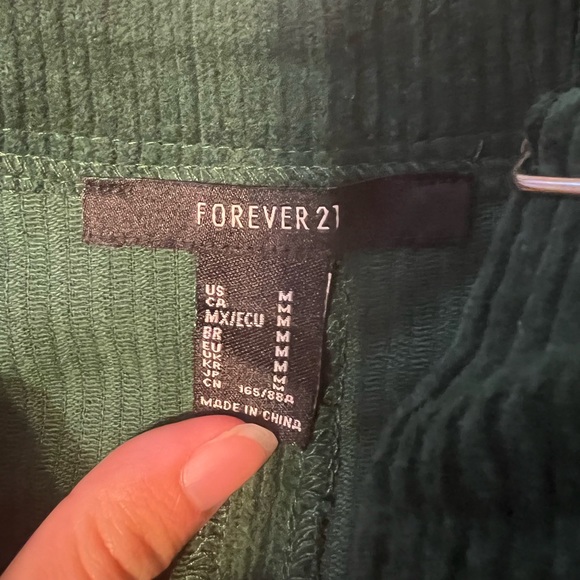 FOREVER 21
US M
CA M
MX/ECU M
BR M
EU M
UK M
KR M
JP M
CN 165/88A
MADE IN CHINA